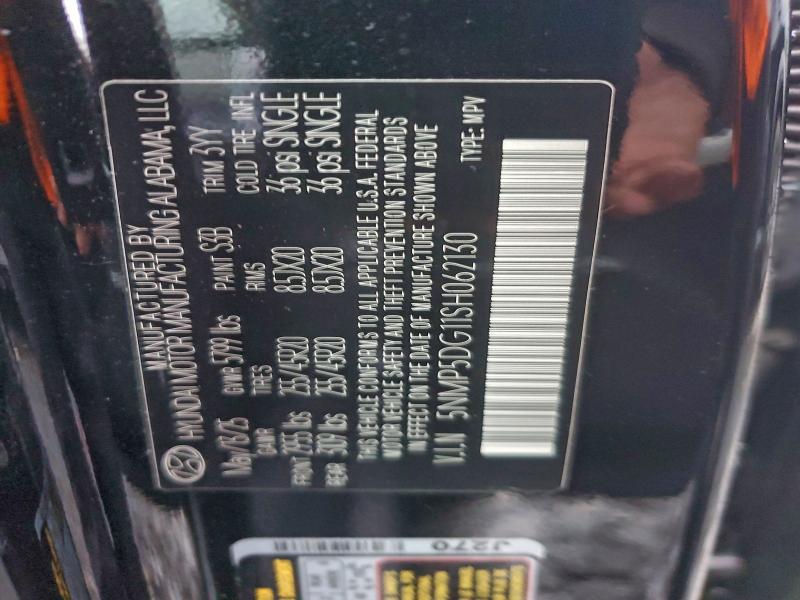 MANUFACTURED BY
HYUNDAI MOTOR MANUFACTURING ALABAMA, LLC
May/13/25 GVWR 5799 lbs PAINT S3B TRIM 3YY
GAWR TIRES RIMS COLD TIRE INFL
FRONT 2855 lbs 255/45R20 8.5JX20 36 psi SINGLE
REAR 3109 lbs 255/45R20 8.5JX20 36 psi SINGLE
THIS VEHICLE CONFORMS TO ALL APPLICABLE U.S.A. FEDERAL
MOTOR VEHICLE SAFETY AND THEFT PREVENTION STANDARDS
IN EFFECT ON THE DATE OF MANUFACTURE SHOWN ABOVE
V.I.N 5NMP5DG11SH062130 TYPE: MPV
J270